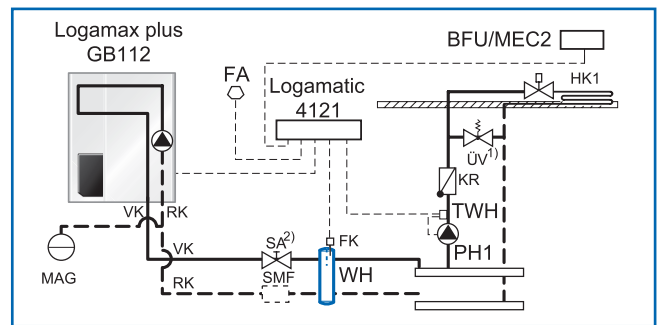 Logamax plus
GB112
BFU/MEC2
FA
Logamatic
4121
HK1
ÜV1)
KR
VK
RK
TWH
MAG
VK
SA2)
FK
PH1
RK
SMF
WH